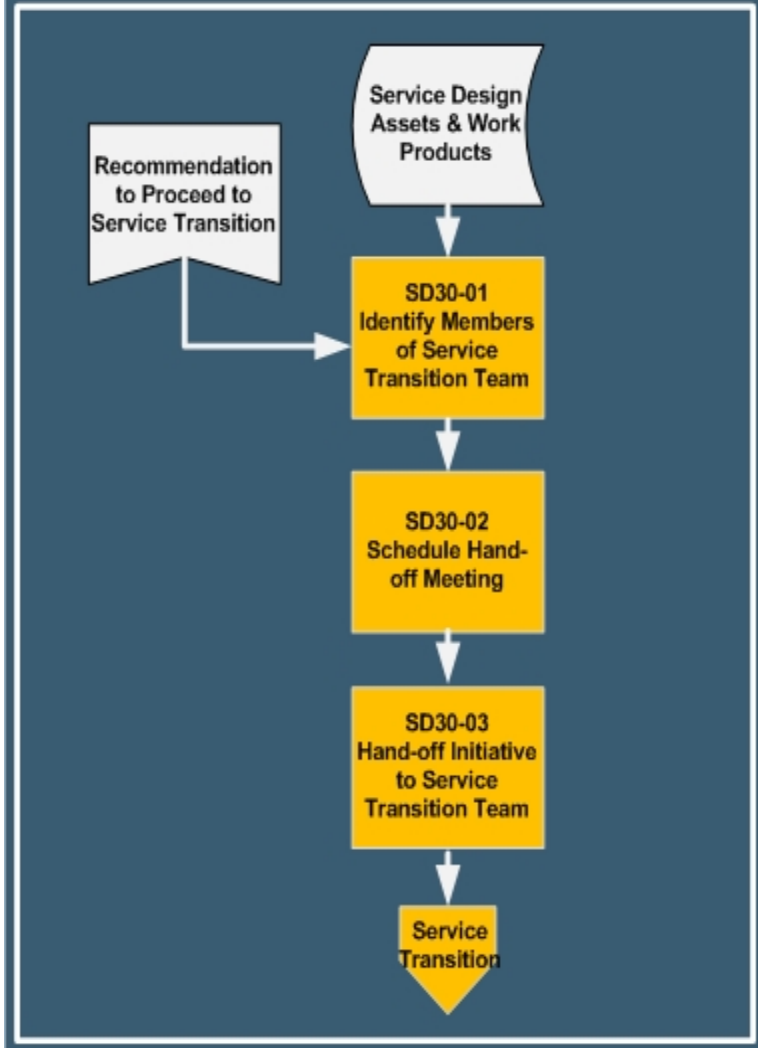 Service Design
Assets & Work
Products
Recommendation
to Proceed to
Service Transition
SD30-01
Identify Members
of Service
Transition Team
SD30-02
Schedule Hand-
off Meeting
SD30-03
Hand-off Initiative
to Service
Transition Team
Service
Transition